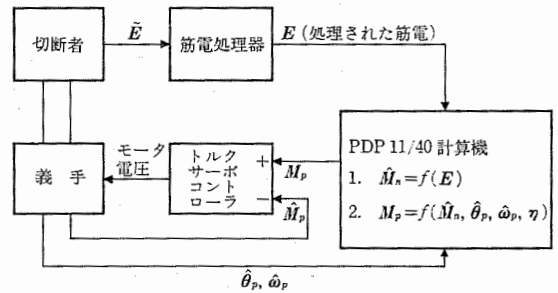 切断者
Ẽ
筋電処理器
E (処理された筋電)
義 手
モータ
電圧
トルク
サーボ
コント
ローラ
+
−
M_p
M̂_p
PDP 11/40 計算機
1. M̂_n=f(E)
2. M_p=f(M̂_n, θ̂_p, ω̂_p, η)
θ̂_p, ω̂_p